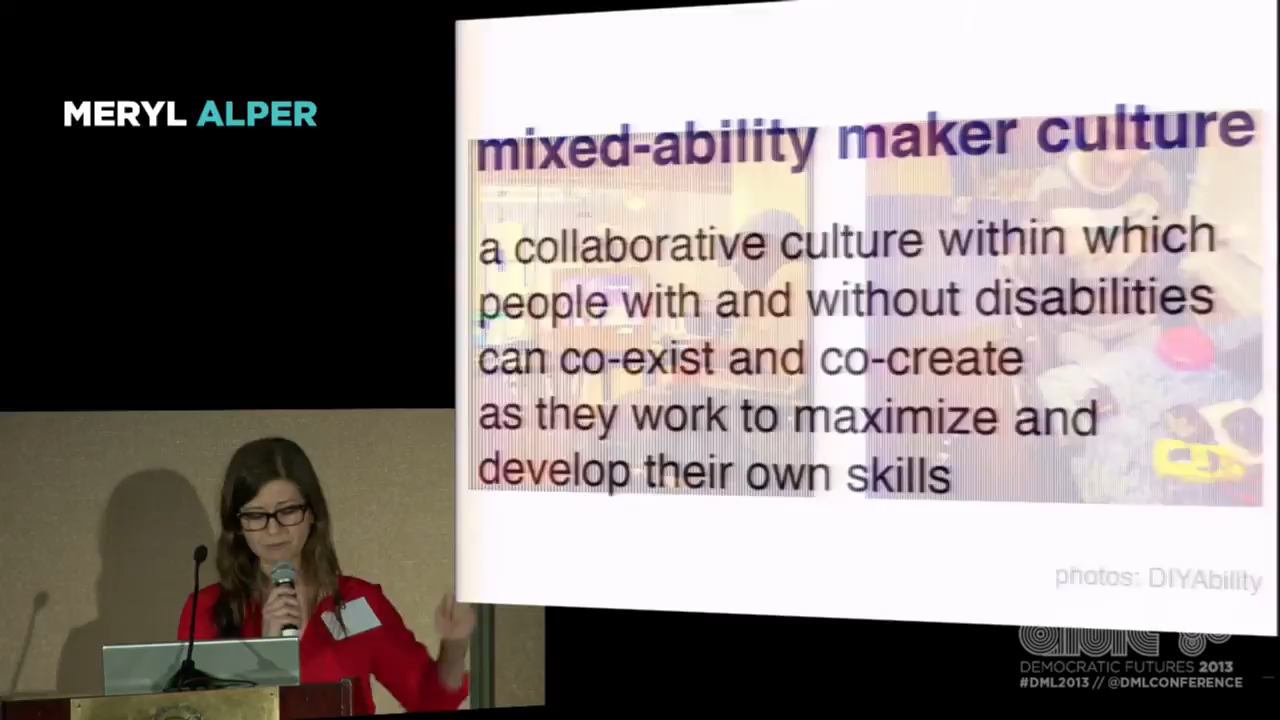 MERYL ALPER
mixed-ability maker culture
a collaborative culture within which
people with and without disabilities
can co-exist and co-create
as they work to maximize and
develop their own skills
photos: DIYAbility
DEMOCRATIC FUTURES 2013
#DML2013 // @DMLCONFERENCE